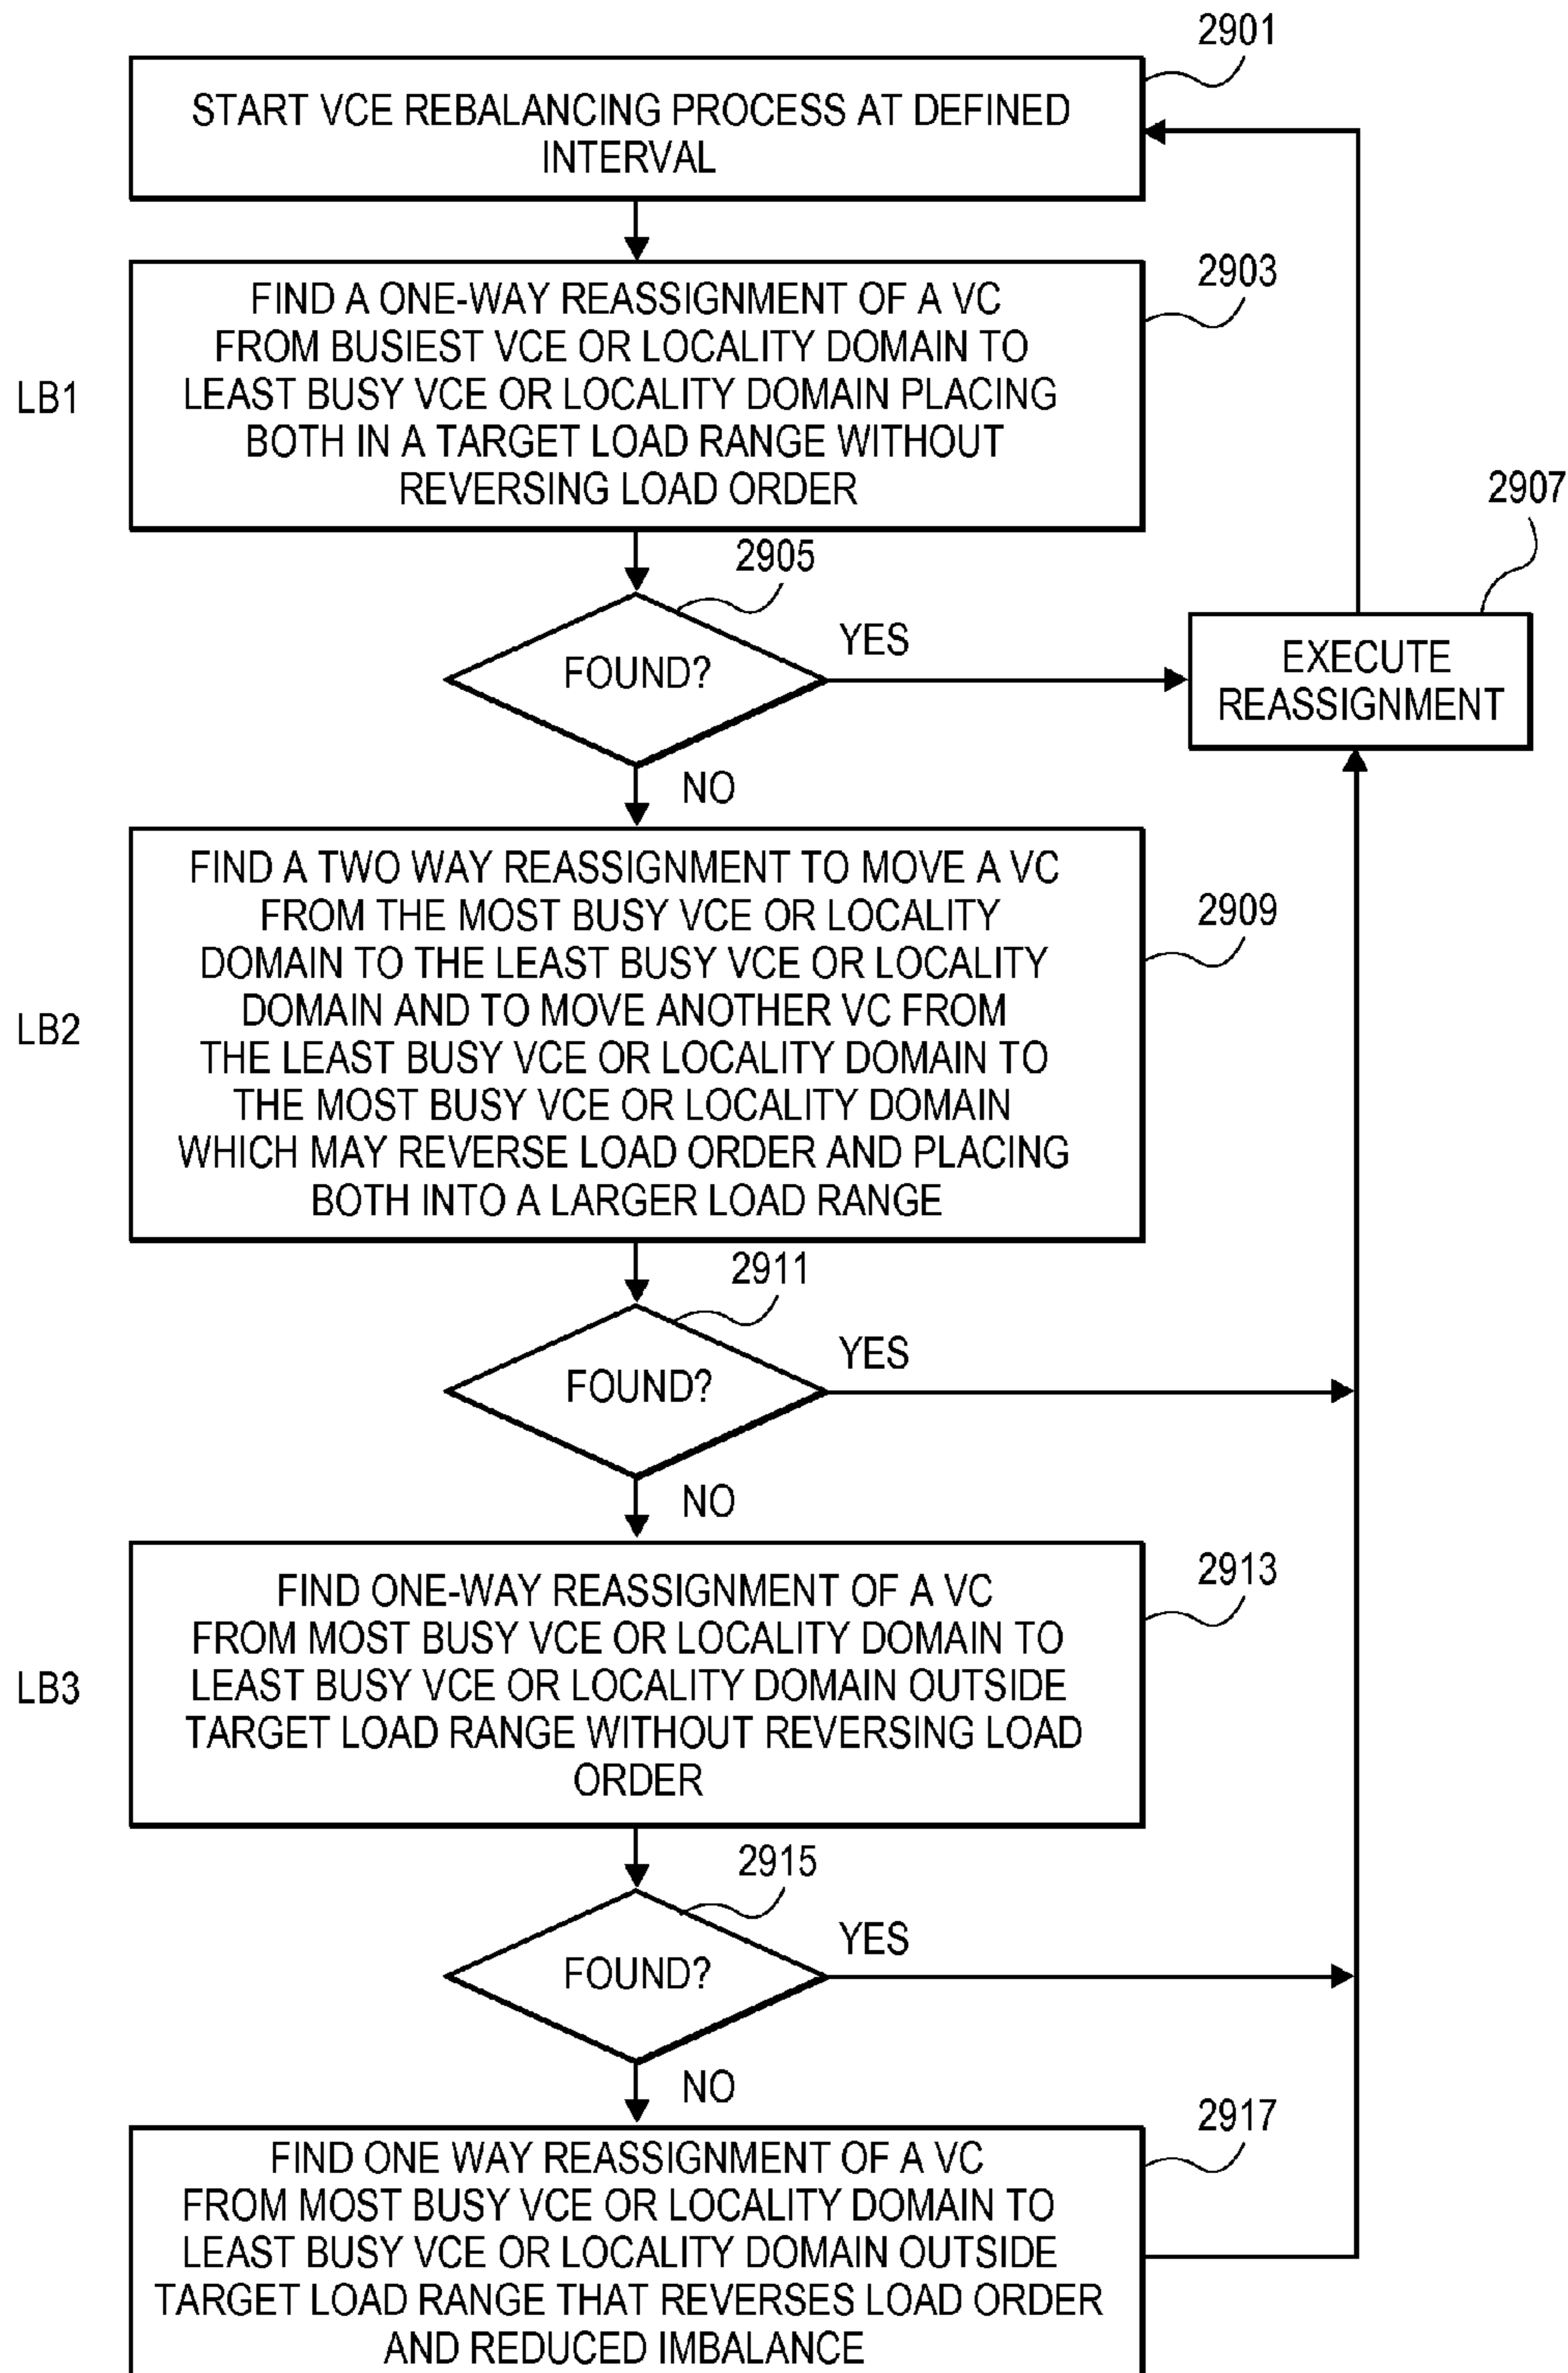 2901
START VCE REBALANCING PROCESS AT DEFINED
INTERVAL
2903
FIND A ONE-WAY REASSIGNMENT OF A VC
FROM BUSIEST VCE OR LOCALITY DOMAIN TO
LEAST BUSY VCE OR LOCALITY DOMAIN PLACING
BOTH IN A TARGET LOAD RANGE WITHOUT
REVERSING LOAD ORDER
LB1
2905
FOUND?
YES
NO
2907
EXECUTE
REASSIGNMENT
2909
FIND A TWO WAY REASSIGNMENT TO MOVE A VC
FROM THE MOST BUSY VCE OR LOCALITY
DOMAIN TO THE LEAST BUSY VCE OR LOCALITY
DOMAIN AND TO MOVE ANOTHER VC FROM
THE LEAST BUSY VCE OR LOCALITY DOMAIN TO
THE MOST BUSY VCE OR LOCALITY DOMAIN
WHICH MAY REVERSE LOAD ORDER AND PLACING
BOTH INTO A LARGER LOAD RANGE
LB2
2911
FOUND?
YES
NO
2913
FIND ONE-WAY REASSIGNMENT OF A VC
FROM MOST BUSY VCE OR LOCALITY DOMAIN TO
LEAST BUSY VCE OR LOCALITY DOMAIN OUTSIDE
TARGET LOAD RANGE WITHOUT REVERSING LOAD
ORDER
LB3
2915
FOUND?
YES
NO
2917
FIND ONE WAY REASSIGNMENT OF A VC
FROM MOST BUSY VCE OR LOCALITY DOMAIN TO
LEAST BUSY VCE OR LOCALITY DOMAIN OUTSIDE
TARGET LOAD RANGE THAT REVERSES LOAD ORDER
AND REDUCED IMBALANCE